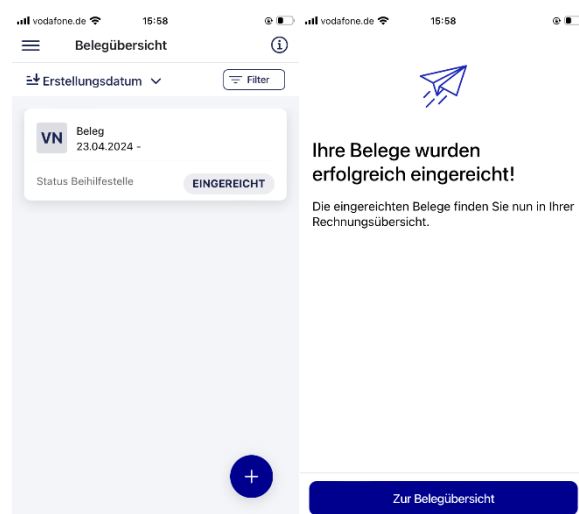 vodafone.de 15:58
Belegübersicht
Erstellungsdatum Filter
VN Beleg
23.04.2024 -
Status Beihilfestelle EINGEREICHT
+
vodafone.de 15:58
Ihre Belege wurden
erfolgreich eingereicht!
Die eingereichten Belege finden Sie nun in Ihrer
Rechnungsübersicht.
Zur Belegübersicht